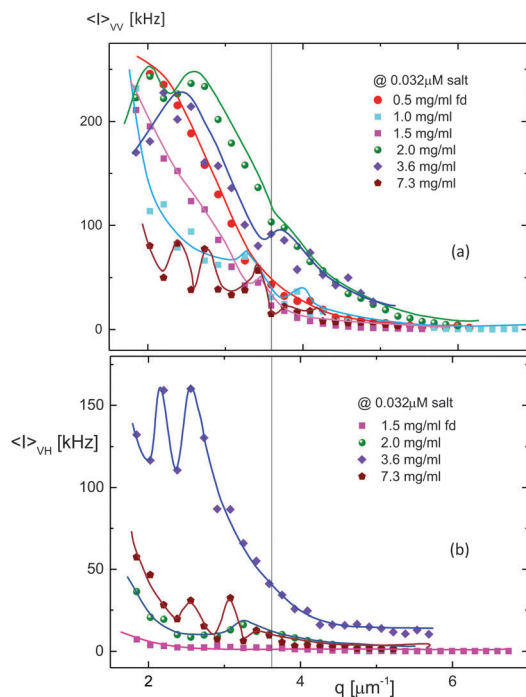 <I>VV [kHz]
@ 0.032μM salt
0.5 mg/ml fd
1.0 mg/ml
1.5 mg/ml
2.0 mg/ml
3.6 mg/ml
7.3 mg/ml
200
100
0
(a)
150
<I>VH [kHz]
@ 0.032μM salt
1.5 mg/ml fd
2.0 mg/ml
3.6 mg/ml
7.3 mg/ml
100
50
(b)
0
2 3 4 5 6
q [μm⁻¹]